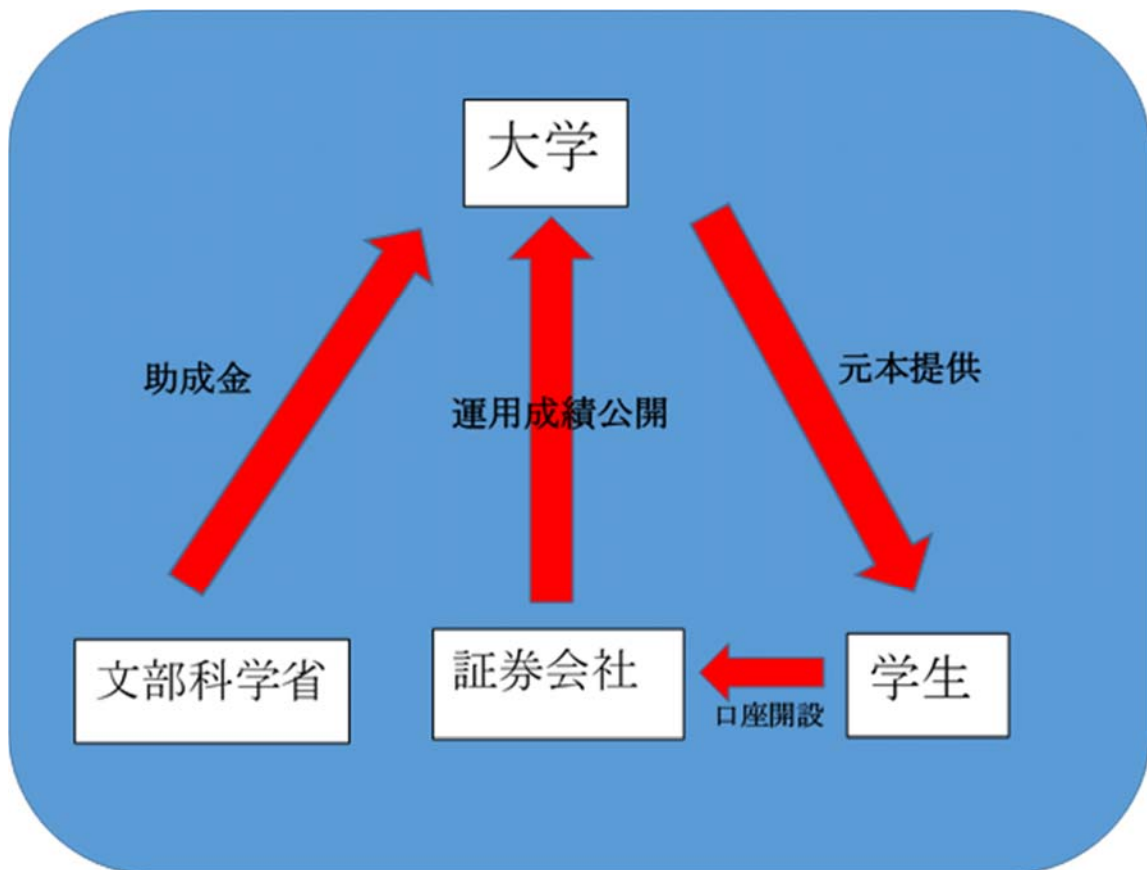 大学
助成金
運用成績公開
元本提供
文部科学省
証券会社
学生
口座開設